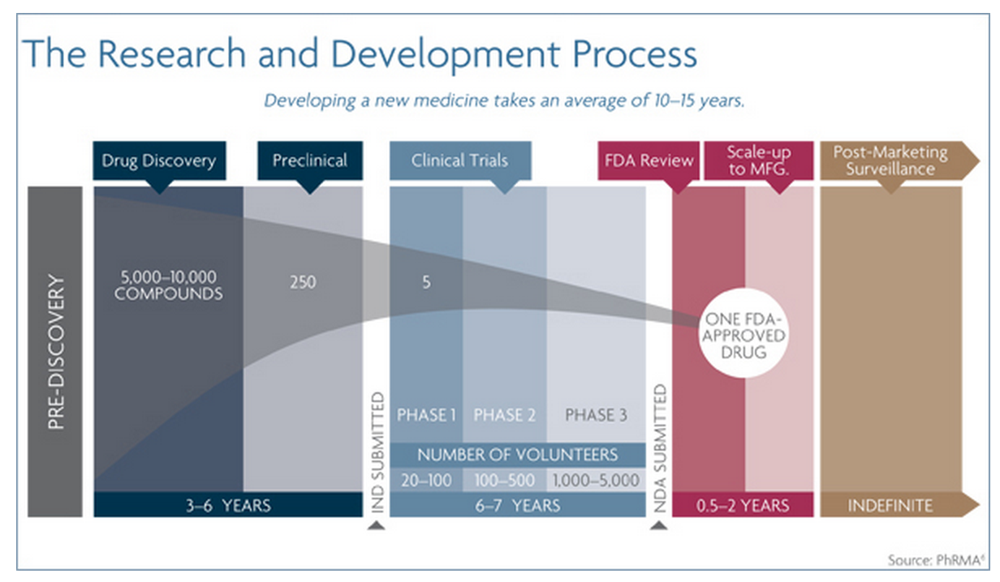 The Research and Development Process
Developing a new medicine takes an average of 10–15 years.
Drug Discovery
Preclinical
Clinical Trials
FDA Review
Scale-up
to MFG.
Post-Marketing
Surveillance
PRE-DISCOVERY
5,000–10,000
COMPOUNDS
250
5
ONE FDA-
APPROVED
DRUG
IND SUBMITTED
PHASE 1
PHASE 2
PHASE 3
NUMBER OF VOLUNTEERS
20–100
100–500
1,000–5,000
NDA SUBMITTED
3–6 YEARS
6–7 YEARS
0.5–2 YEARS
INDEFINITE
Source: PhRMA⁶